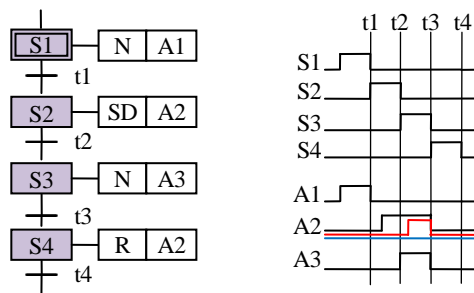 S1 N A1
t1
S2 SD A2
t2
S3 N A3
t3
S4 R A2
t4
t1 t2 t3 t4
S1
S2
S3
S4
A1
A2
A3